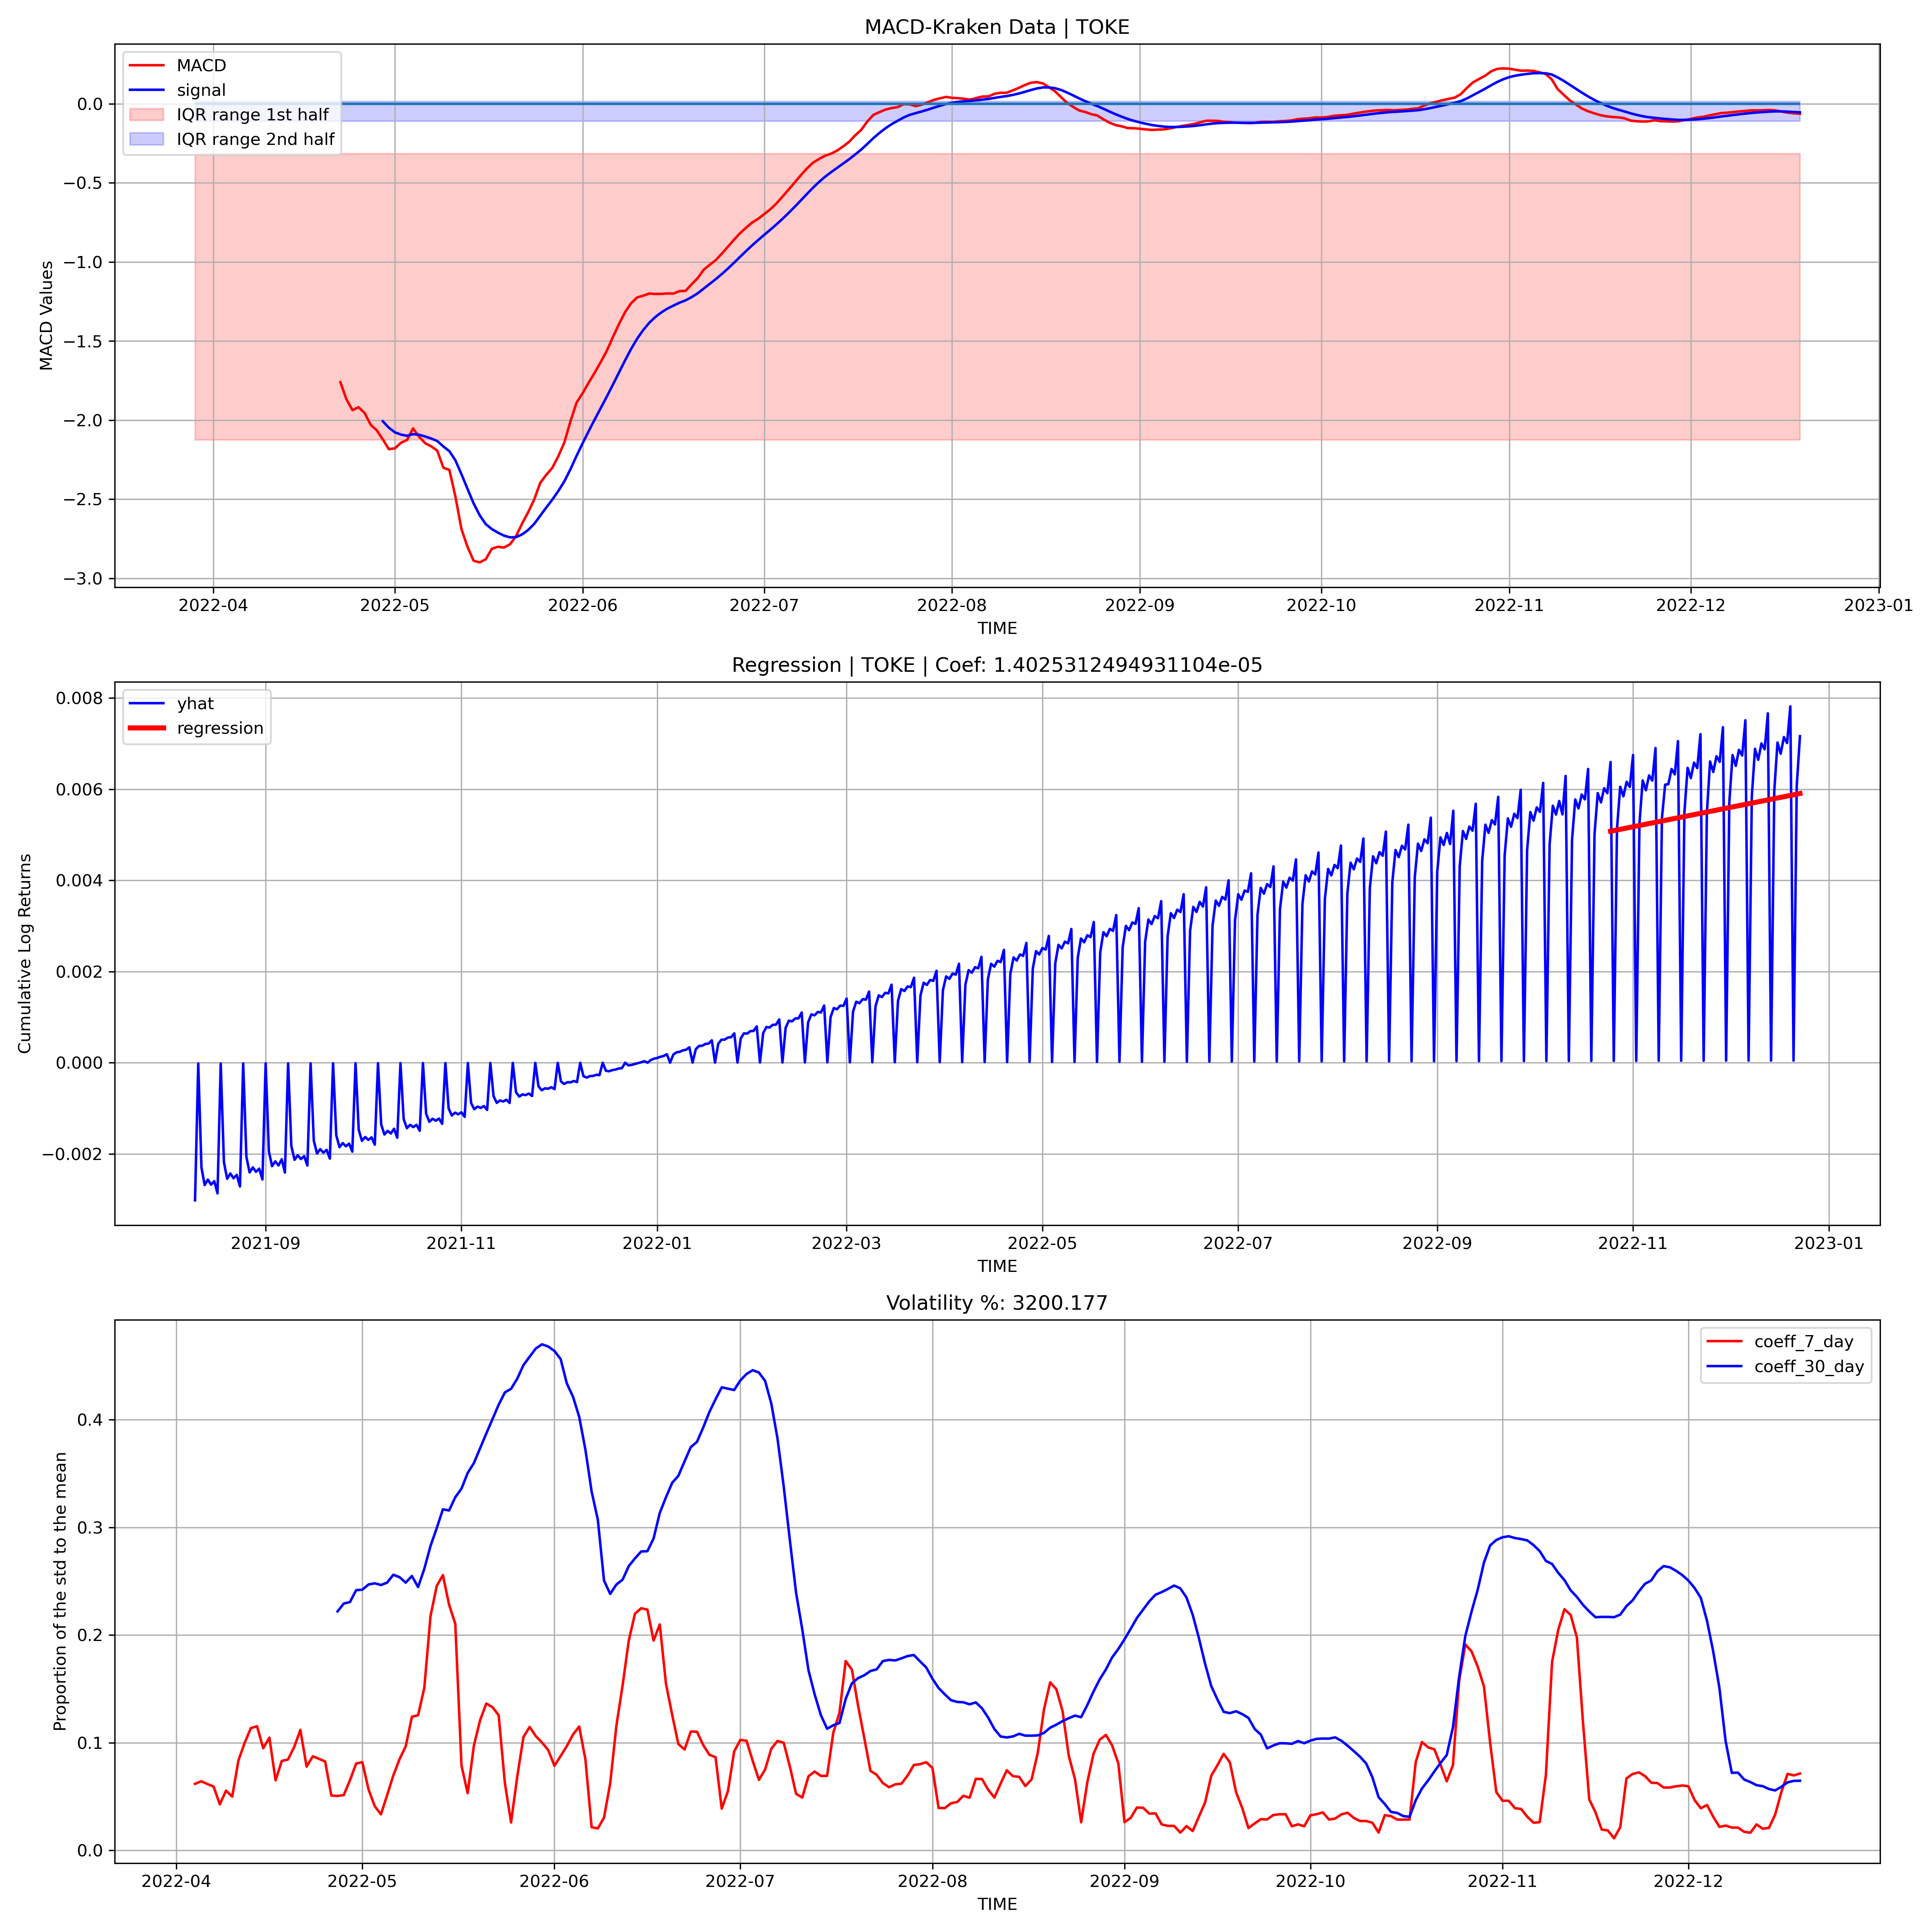 MACD-Kraken Data | TOKE
MACD
signal
IQR range 1st half
IQR range 2nd half
MACD Values
0.0
−0.5
−1.0
−1.5
−2.0
−2.5
−3.0
2022-04 2022-05 2022-06 2022-07 2022-08 2022-09 2022-10 2022-11 2022-12 2023-01
TIME
Regression | TOKE | Coef: 1.4025312494931104e-05
yhat
regression
Cumulative Log Returns
0.008
0.006
0.004
0.002
0.000
−0.002
2021-09 2021-11 2022-01 2022-03 2022-05 2022-07 2022-09 2022-11 2023-01
TIME
Volatility %: 3200.177
coeff_7_day
coeff_30_day
Proportion of the std to the mean
0.4
0.3
0.2
0.1
0.0
2022-04 2022-05 2022-06 2022-07 2022-08 2022-09 2022-10 2022-11 2022-12
TIME